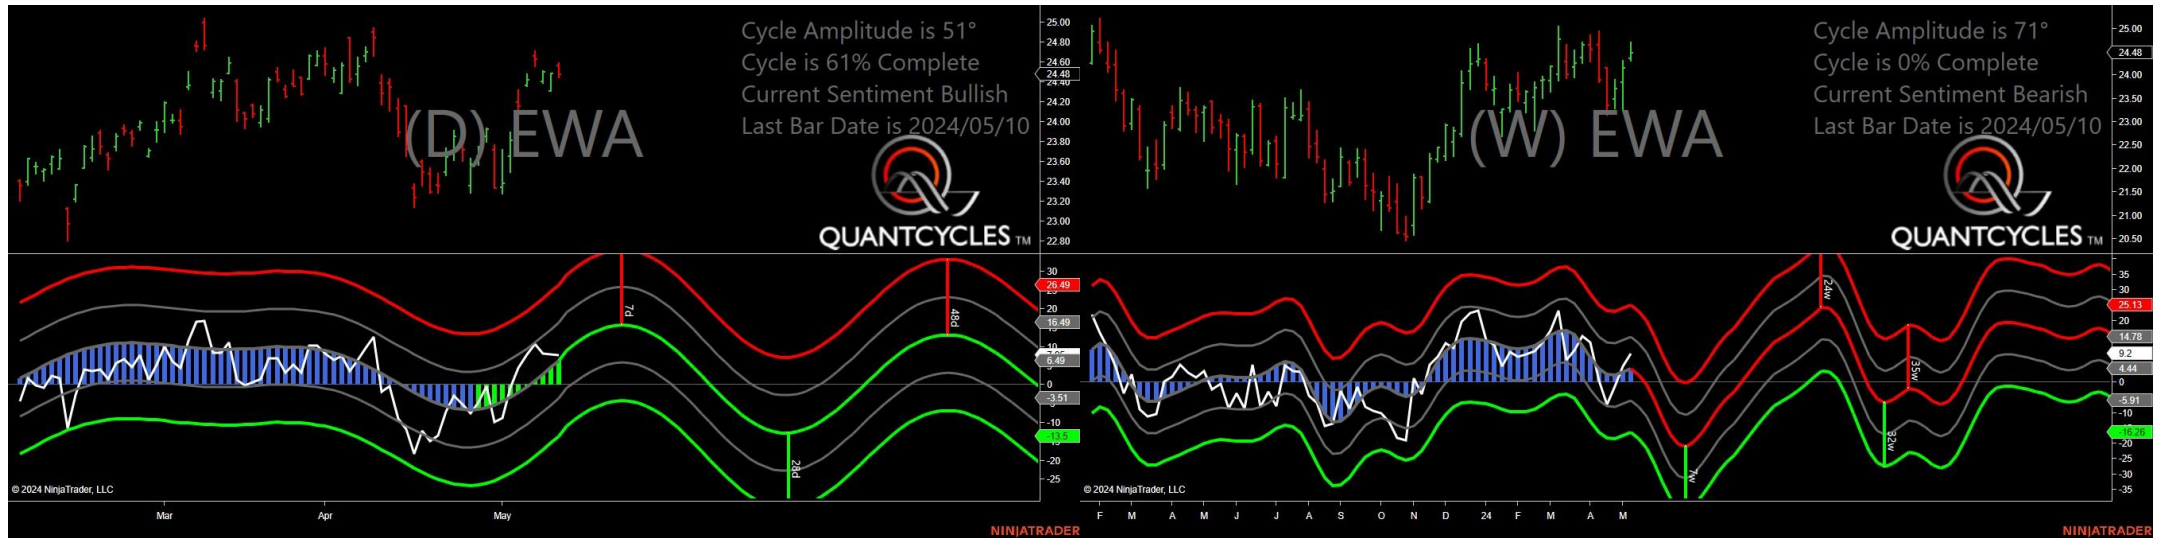 Cycle Amplitude is 51°
Cycle is 61% Complete
Current Sentiment Bullish
Last Bar Date is 2024/05/10
(D) EWA
QUANTCYCLES TM
25.00
24.80
24.60
24.48
24.40
24.20
24.00
23.80
23.60
23.40
23.20
23.00
22.80
30
26.49
20
16.49
10
6.49
0
-3.51
-10
-13.5
-20
-25
7d
28d
48d
© 2024 NinjaTrader, LLC
Mar Apr May
NINJATRADER
Cycle Amplitude is 71°
Cycle is 0% Complete
Current Sentiment Bearish
Last Bar Date is 2024/05/10
(W) EWA
QUANTCYCLES TM
25.00
24.48
24.00
23.50
23.00
22.50
22.00
21.50
21.00
20.50
35
30
25.13
20
14.78
9.2
4.44
0
-5.91
-10
-16.26
-20
-25
-30
-35
7w
24w
32w
35w
© 2024 NinjaTrader, LLC
F M A M J J A S O N D 24 F M A M
NINJATRADER